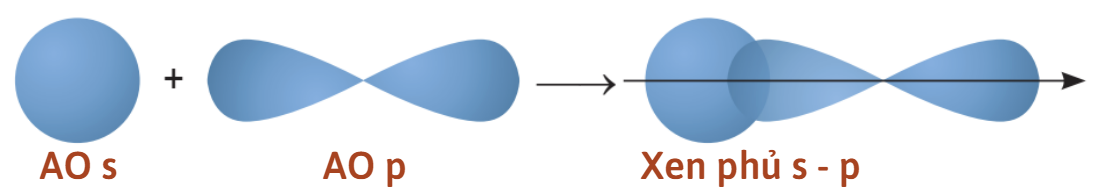 +
AO s
AO p
Xen phủ s - p